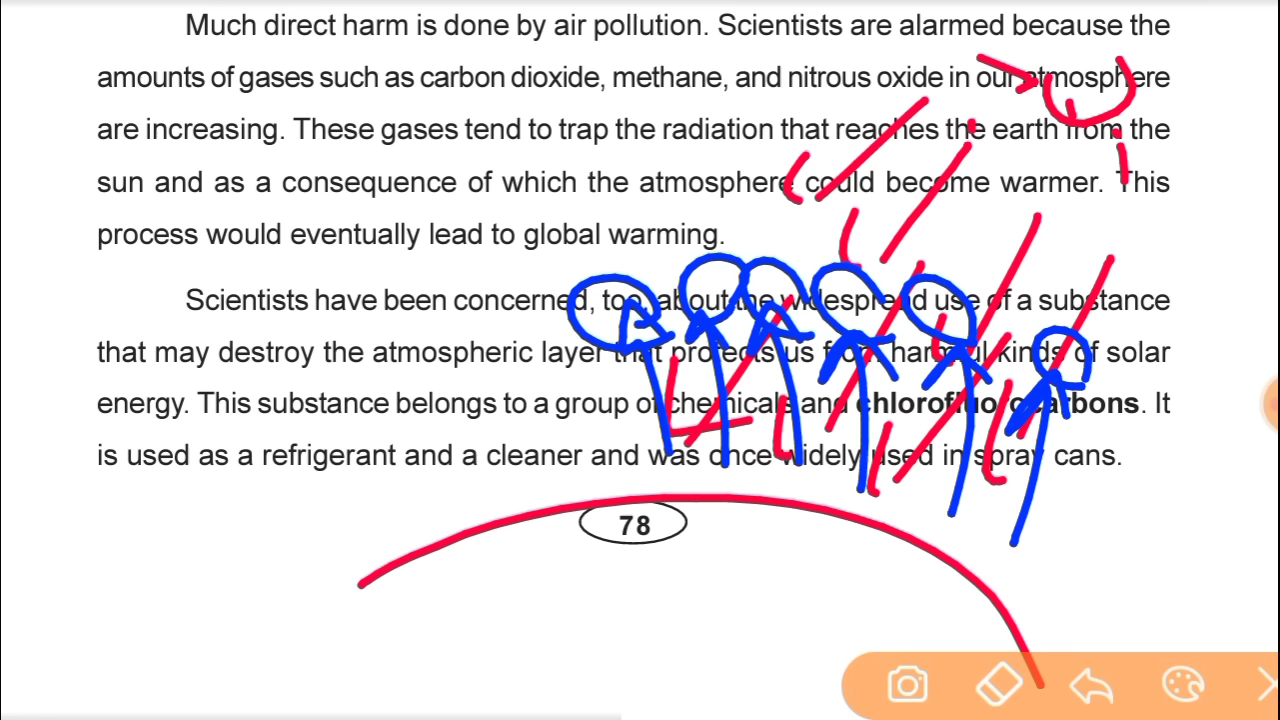 Much direct harm is done by air pollution. Scientists are alarmed because the
amounts of gases such as carbon dioxide, methane, and nitrous oxide in our atmosphere
are increasing. These gases tend to trap the radiation that reaches the earth from the
sun and as a consequence of which the atmosphere could become warmer. This
process would eventually lead to global warming.
Scientists have been concerned, too, about the widespread use of a substance
that may destroy the atmospheric layer that protects us from harmful kinds of solar
energy. This substance belongs to a group of chemicals and chlorofluorocarbons. It
is used as a refrigerant and a cleaner and was once widely used in spray cans.
78